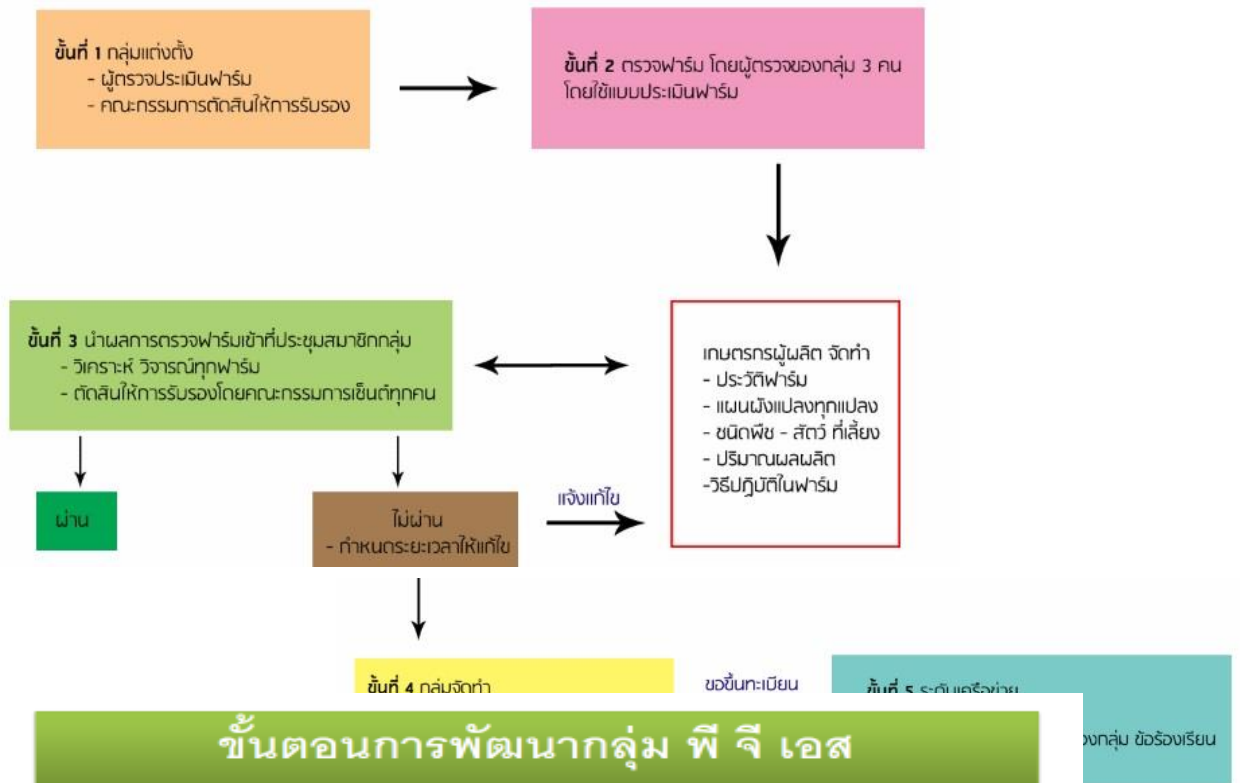 ขั้นที่ 1 กลุ่มแต่งตั้ง
- ผู้ตรวจประเมินฟาร์ม
- คณะกรรมการตัดสินให้การรับรอง
ขั้นที่ 2 ตรวจฟาร์ม โดยผู้ตรวจของกลุ่ม 3 คน
โดยใช้แบบประเมินฟาร์ม
ขั้นที่ 3 นำผลการตรวจฟาร์มเข้าที่ประชุมสมาชิกกลุ่ม
- วิเคราะห์ วิจารณ์ทุกฟาร์ม
- ตัดสินให้การรับรองโดยคณะกรรมการเซ็นต์ทุกคน
เกษตรกรผู้ผลิต จัดทำ
- ประวัติฟาร์ม
- แผนผังแปลงทุกแปลง
- ชนิดพืช - สัตว์ ที่เลี้ยง
- ปริมาณผลผลิต
-วิธีปฏิบัติในฟาร์ม
ผ่าน
ไม่ผ่าน
- กำหนดระยะเวลาให้แก้ไข
แจ้งแก้ไข
ขั้นที่ 4 กลุ่มจัดทำ
ขอขึ้นทะเบียน
ขั้นที่ 5 ระดับเครือข่าย
ของกลุ่ม ข้อร้องเรียน
ขั้นตอนการพัฒนากลุ่ม พี จี เอส